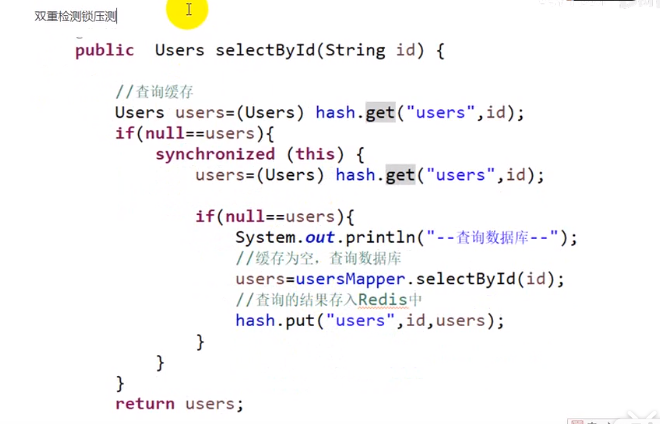 双重检测锁压测
public Users selectById(String id) {
//查询缓存
Users users=(Users) hash.get("users",id);
if(null==users){
synchronized (this) {
users=(Users) hash.get("users",id);
if(null==users){
System.out.println("--查询数据库--");
//缓存为空，查询数据库
users=usersMapper.selectById(id);
//查询的结果存入Redis中
hash.put("users",id,users);
}
}
}
return users;